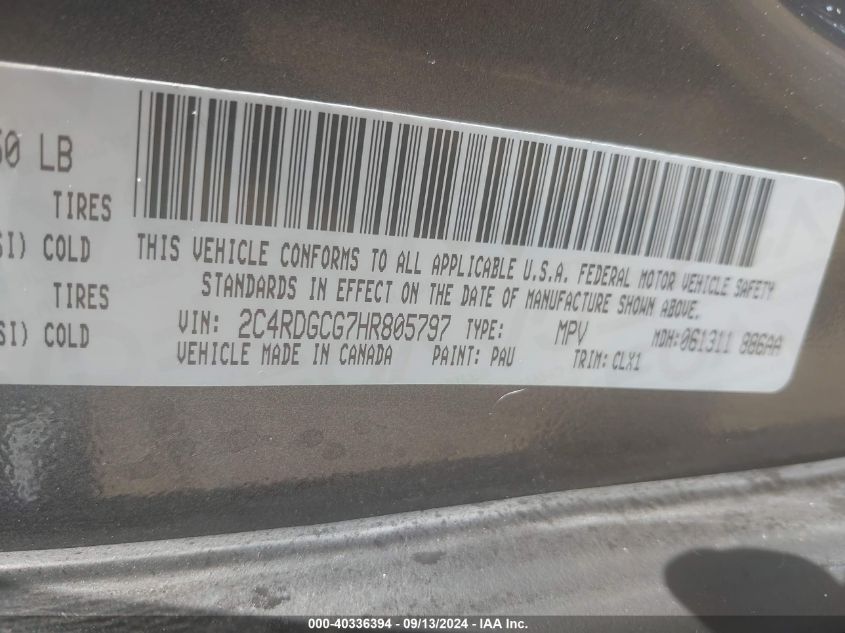 50 LB
TIRES
SI) COLD
TIRES
SI) COLD
THIS VEHICLE CONFORMS TO ALL APPLICABLE U.S.A. FEDERAL MOTOR VEHICLE SAFETY
STANDARDS IN EFFECT ON THE DATE OF MANUFACTURE SHOWN ABOVE.
VIN: 2C4RDGCG7HR805797 TYPE: MPV MDH:061311 886AA
VEHICLE MADE IN CANADA PAINT: PAU TRIM: CLX1
000-40336394 - 09/13/2024 - IAA Inc.